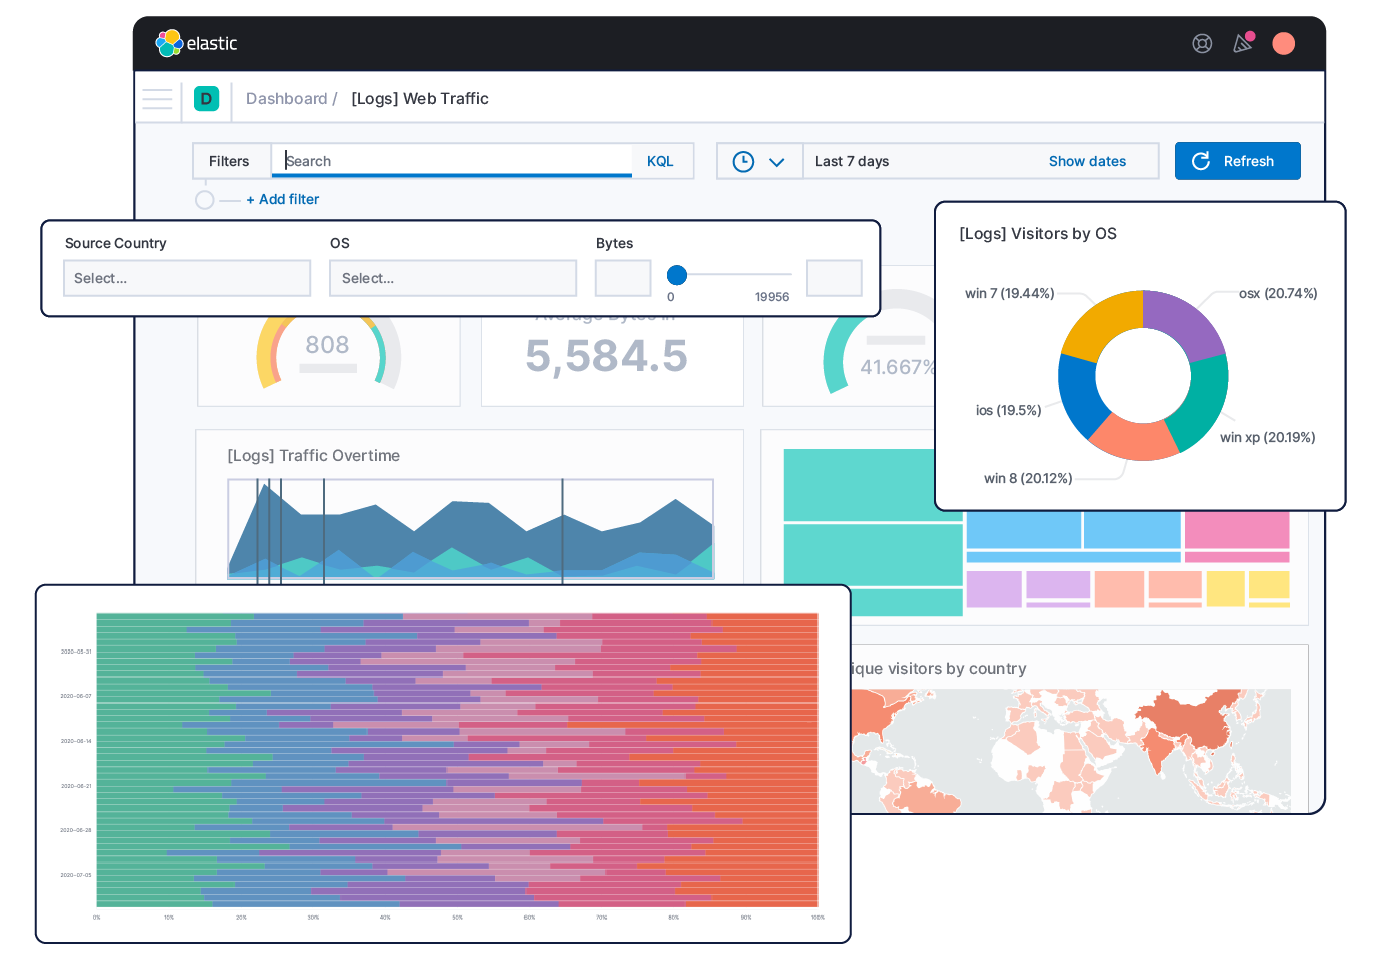 elastic
D Dashboard / [Logs] Web Traffic
Filters Search KQL Last 7 days Show dates Refresh
+ Add filter
Source Country OS Bytes
Select... Select...
0 19956
[Logs] Visitors by OS
win 7 (19.44%) osx (20.74%)
ios (19.5%)
win xp (20.19%)
win 8 (20.12%)
808
5,584.5
41.667%
[Logs] Traffic Overtime
ique visitors by country
2020-05-31
2020-06-07
2020-06-14
2020-06-21
2020-06-28
2020-07-05
0% 10% 20% 30% 40% 50% 60% 70% 80% 90% 100%